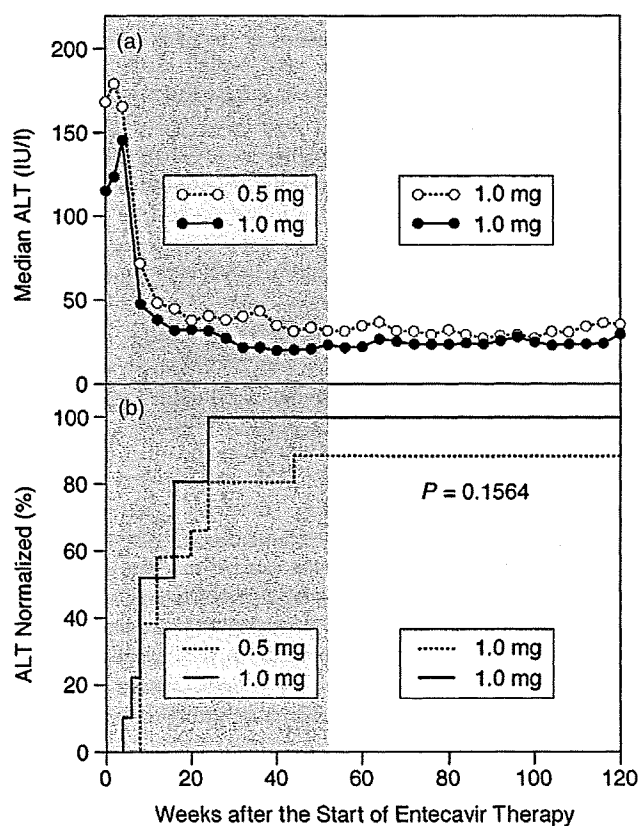 (a)
200
150
100
50
0
Median ALT (IU/l)
0.5 mg
1.0 mg
1.0 mg
1.0 mg
(b)
100
80
60
40
20
0
ALT Normalized (%)
P = 0.1564
0.5 mg
1.0 mg
1.0 mg
1.0 mg
0 20 40 60 80 100 120
Weeks after the Start of Entecavir Therapy